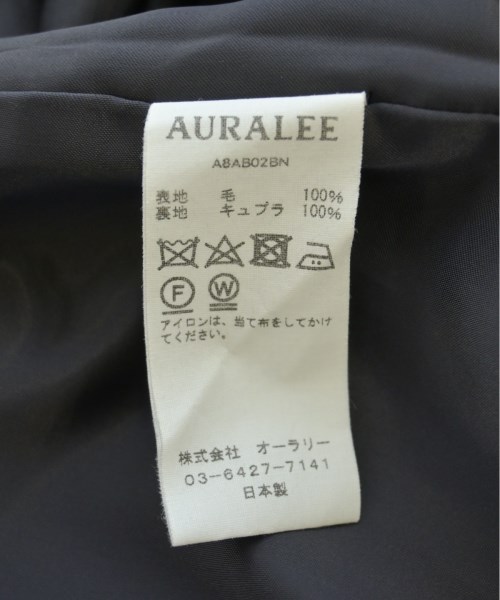 AURALEE
A8AB02BN
表地 毛 100%
裏地 キュプラ 100%
F W
アイロンは、当て布をしてかけ
てください。
株式会社 オーラリー
03-6427-7141
日本製